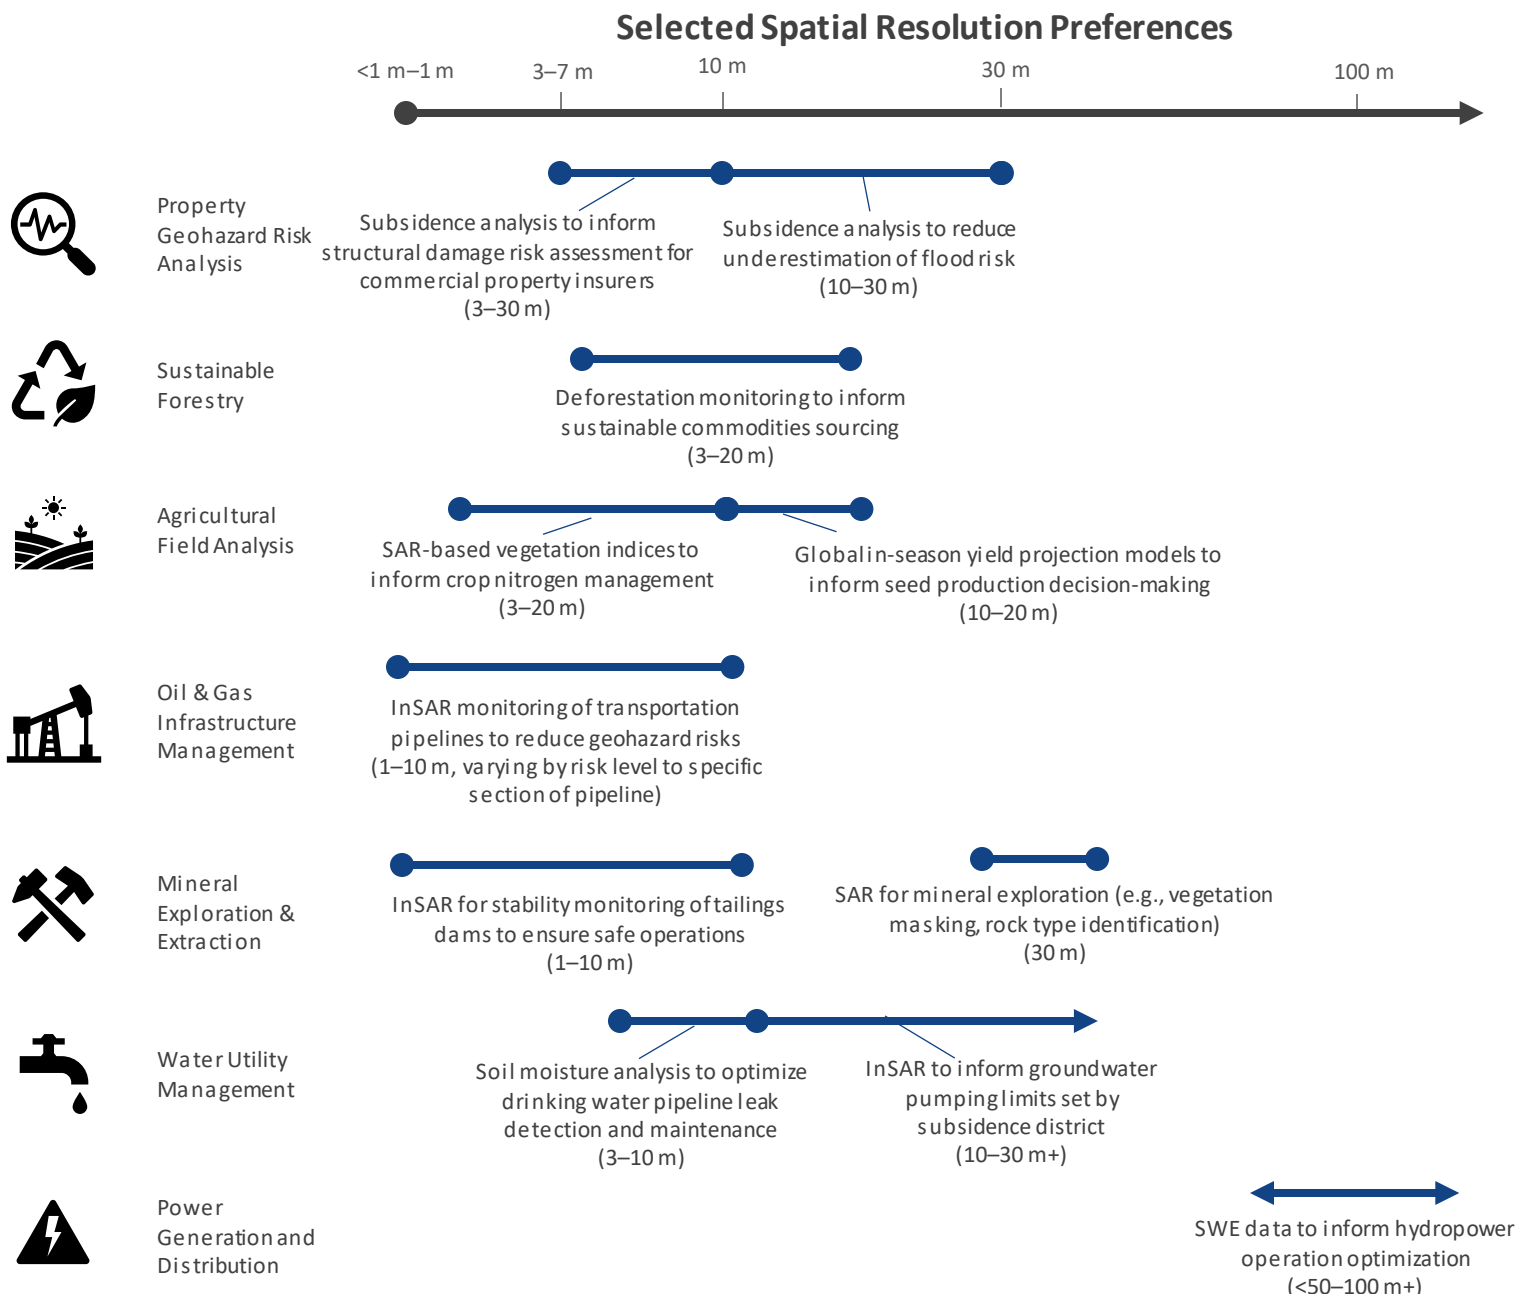 Selected Spatial Resolution Preferences
<1 m–1 m
3–7 m
10 m
30 m
100 m
Property
Geohazard Risk
Analysis
Subsidence analysis to inform
structural damage risk assessment for
commercial property insurers
(3–30 m)
Subsidence analysis to reduce
underestimation of flood risk
(10–30 m)
Sustainable
Forestry
Deforestation monitoring to inform
sustainable commodities sourcing
(3–20 m)
Agricultural
Field Analysis
SAR-based vegetation indices to
inform crop nitrogen management
(3–20 m)
Global in-season yield projection models to
inform seed production decision-making
(10–20 m)
Oil & Gas
Infrastructure
Management
InSAR monitoring of transportation
pipelines to reduce geohazard risks
(1–10 m, varying by risk level to specific
section of pipeline)
Mineral
Exploration &
Extraction
InSAR for stability monitoring of tailings
dams to ensure safe operations
(1–10 m)
SAR for mineral exploration (e.g., vegetation
masking, rock type identification)
(30 m)
Water Utility
Management
Soil moisture analysis to optimize
drinking water pipeline leak
detection and maintenance
(3–10 m)
InSAR to inform groundwater
pumping limits set by
subsidence district
(10–30 m+)
Power
Generation and
Distribution
SWE data to inform hydropower
operation optimization
(<50–100 m+)